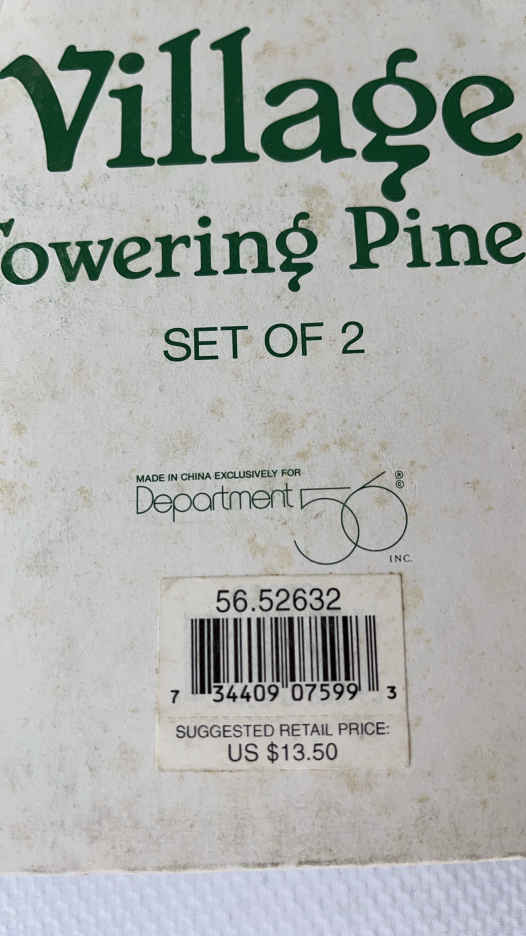 Village
Towering Pine
SET OF 2
MADE IN CHINA EXCLUSIVELY FOR
Department 56 ® ©
INC.
56.52632
7 34409 07599 3
SUGGESTED RETAIL PRICE:
US $13.50